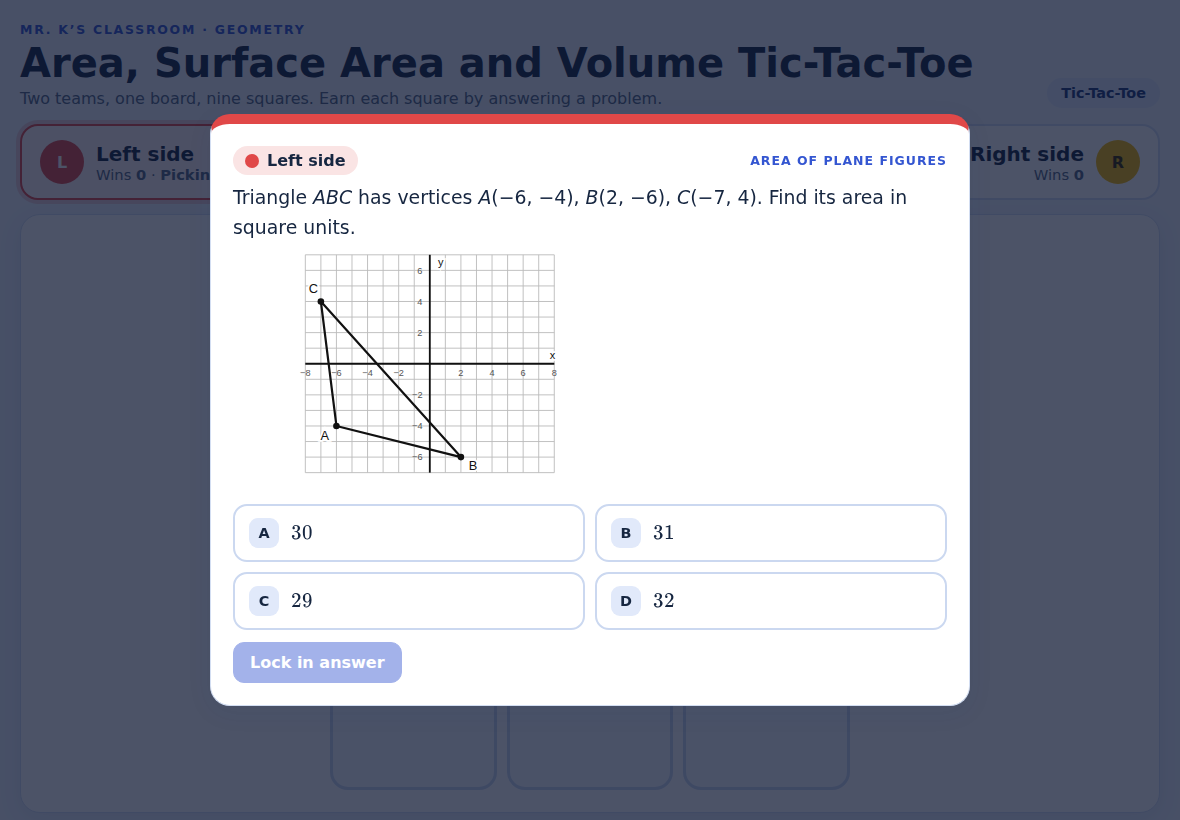 MR. K'S CLASSROOM · GEOMETRY
Area, Surface Area and Volume Tic-Tac-Toe
Two teams, one board, nine squares. Earn each square by answering a problem.
Tic-Tac-Toe
L
Left side
Wins 0 · Pickin
Right side
Wins 0
R
Left side
AREA OF PLANE FIGURES
Triangle ABC has vertices A(−6, −4), B(2, −6), C(−7, 4). Find its area in
square units.
y
6
C
4
2
x
−8 −6 −4 −2 2 4 6 8
−2
−4
A
−6
B
A 30
B 31
C 29
D 32
Lock in answer